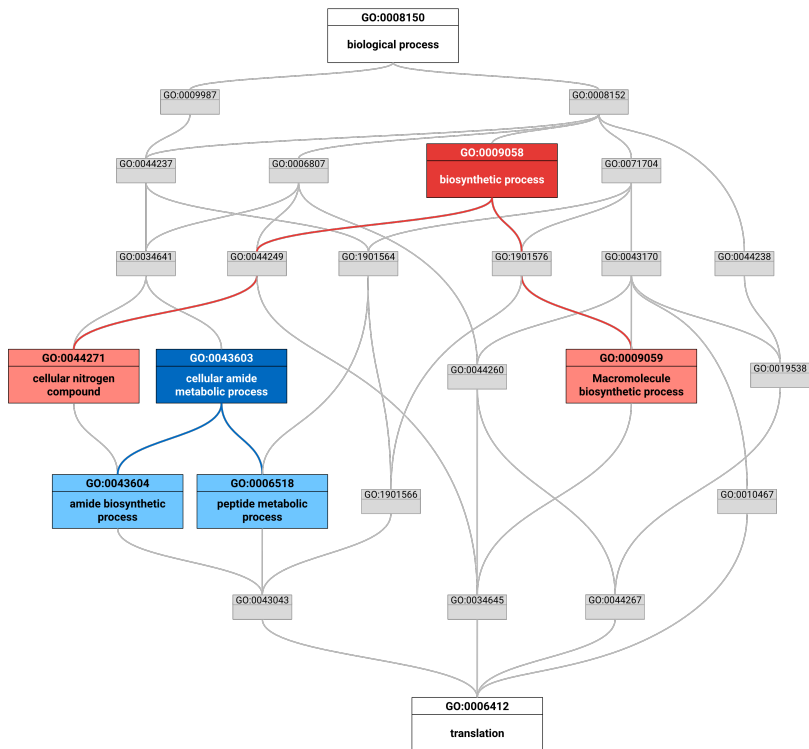 GO:0008150
biological process
GO:0009987
GO:0008152
GO:0044237
GO:0006807
GO:0009058
biosynthetic process
GO:0071704
GO:0034641
GO:0044249
GO:1901564
GO:1901576
GO:0043170
GO:0044238
GO:0044271
cellular nitrogen
compound
GO:0043603
cellular amide
metabolic process
GO:0044260
GO:0009059
Macromolecule
biosynthetic process
GO:0019538
GO:0043604
amide biosynthetic
process
GO:0006518
peptide metabolic
process
GO:1901566
GO:0010467
GO:0043043
GO:0034645
GO:0044267
GO:0006412
translation